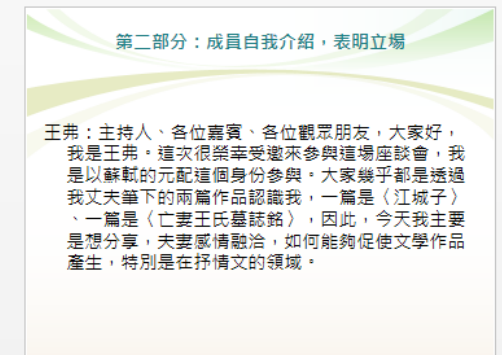 第二部分：成員自我介紹，表明立場
王弗：主持人、各位嘉賓、各位觀眾朋友，大家好，
我是王弗。這次很榮幸受邀來參與這場座談會，我
是以蘇軾的元配這個身份參與。大家幾乎都是透過
我丈夫筆下的兩篇作品認識我，一篇是〈江城子〉
、一篇是〈亡妻王氏墓誌銘〉，因此，今天我主要
是想分享，夫妻感情融洽，如何能夠促使文學作品
產生，特別是在抒情文的領域。